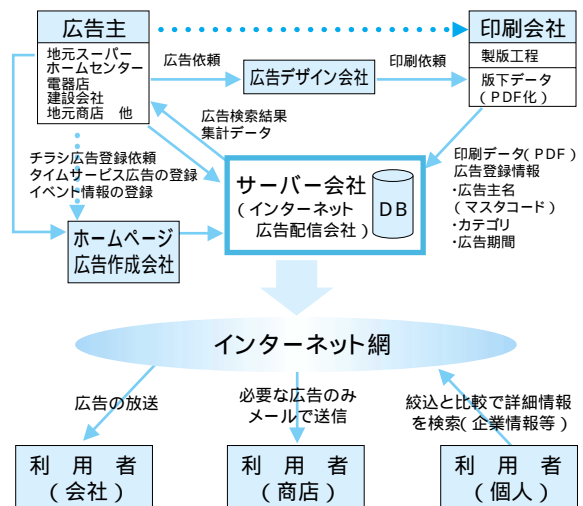 広告主
地元スーパー
ホームセンター
電器店
建設会社
地元商店 他
広告依頼
広告デザイン会社
印刷依頼
印刷会社
製版工程
版下データ
(PDF化)
広告検索結果
集計データ
チラシ広告登録依頼
タイムサービス広告の登録
イベント情報の登録
サーバー会社
(インターネット
広告配信会社)
DB
印刷データ(PDF)
広告登録情報
・広告主名
(マスタコード)
・カテゴリ
・広告期間
ホームページ
広告作成会社
インターネット網
広告の放送
必要な広告のみ
メールで送信
絞込と比較で詳細情報
を検索(企業情報等)
利 用 者
(会社)
利 用 者
(商店)
利 用 者
(個人)